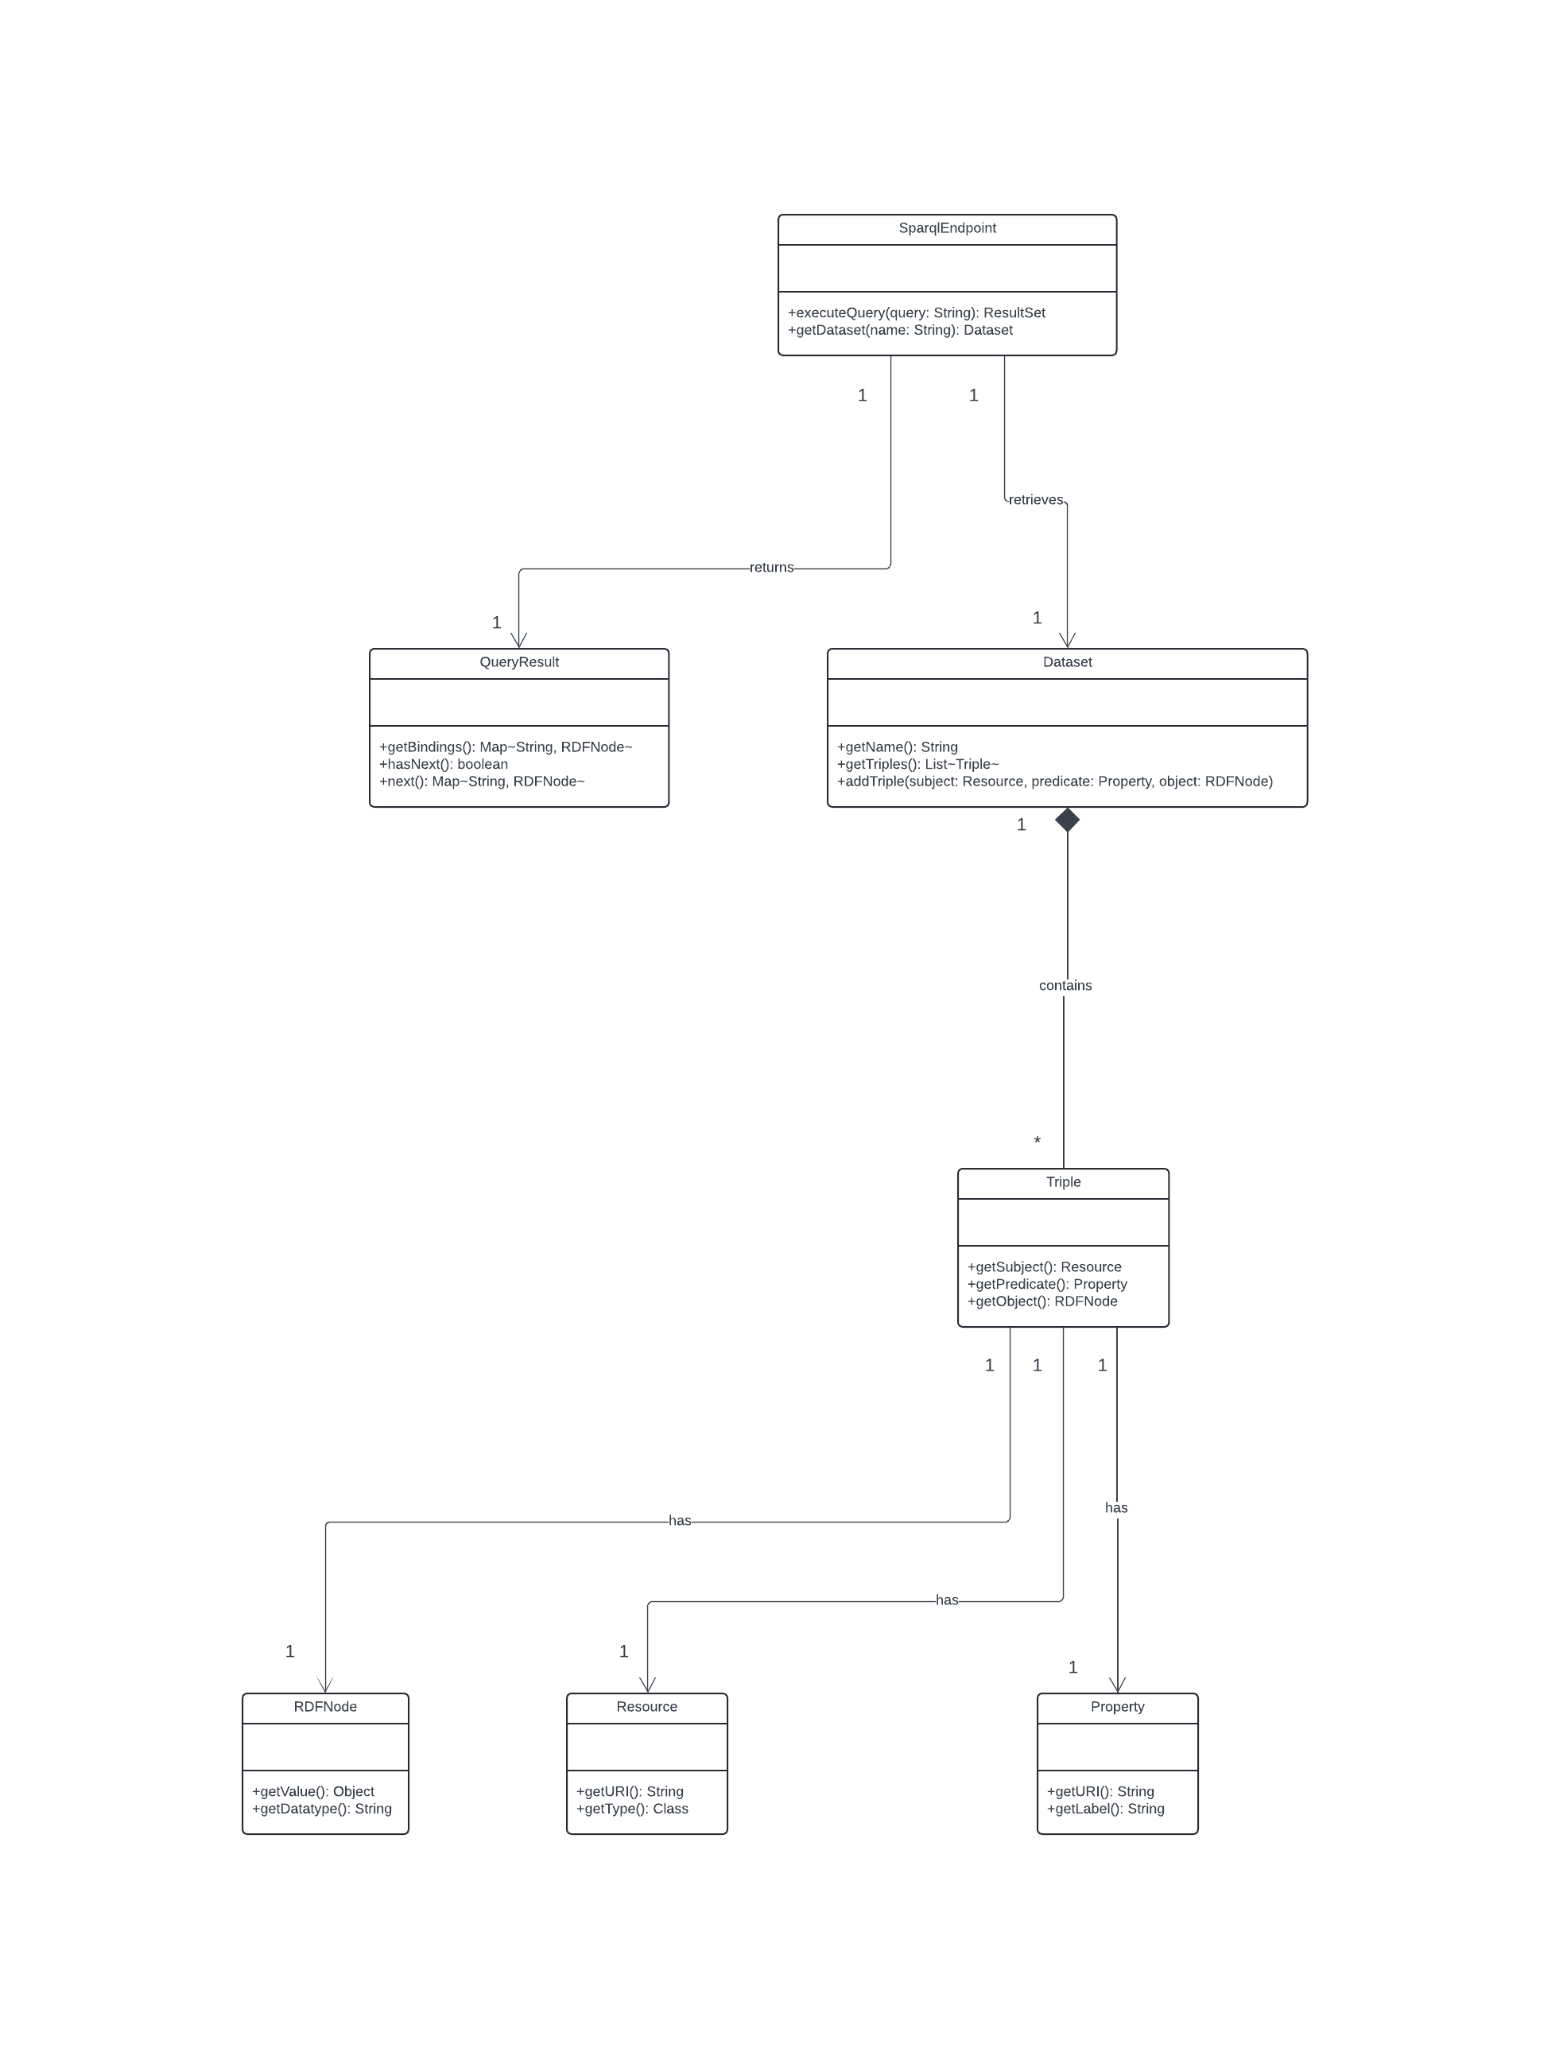 SparqlEndpoint
+executeQuery(query: String): ResultSet
+getDataset(name: String): Dataset
1
1
retrieves
returns
1
1
QueryResult
+getBindings(): Map~String, RDFNode~
+hasNext(): boolean
+next(): Map~String, RDFNode~
Dataset
+getName(): String
+getTriples(): List~Triple~
+addTriple(subject: Resource, predicate: Property, object: RDFNode)
1
contains
*
Triple
+getSubject(): Resource
+getPredicate(): Property
+getObject(): RDFNode
1
1
1
has
has
has
1
1
1
RDFNode
+getValue(): Object
+getDatatype(): String
Resource
+getURI(): String
+getType(): Class
Property
+getURI(): String
+getLabel(): String